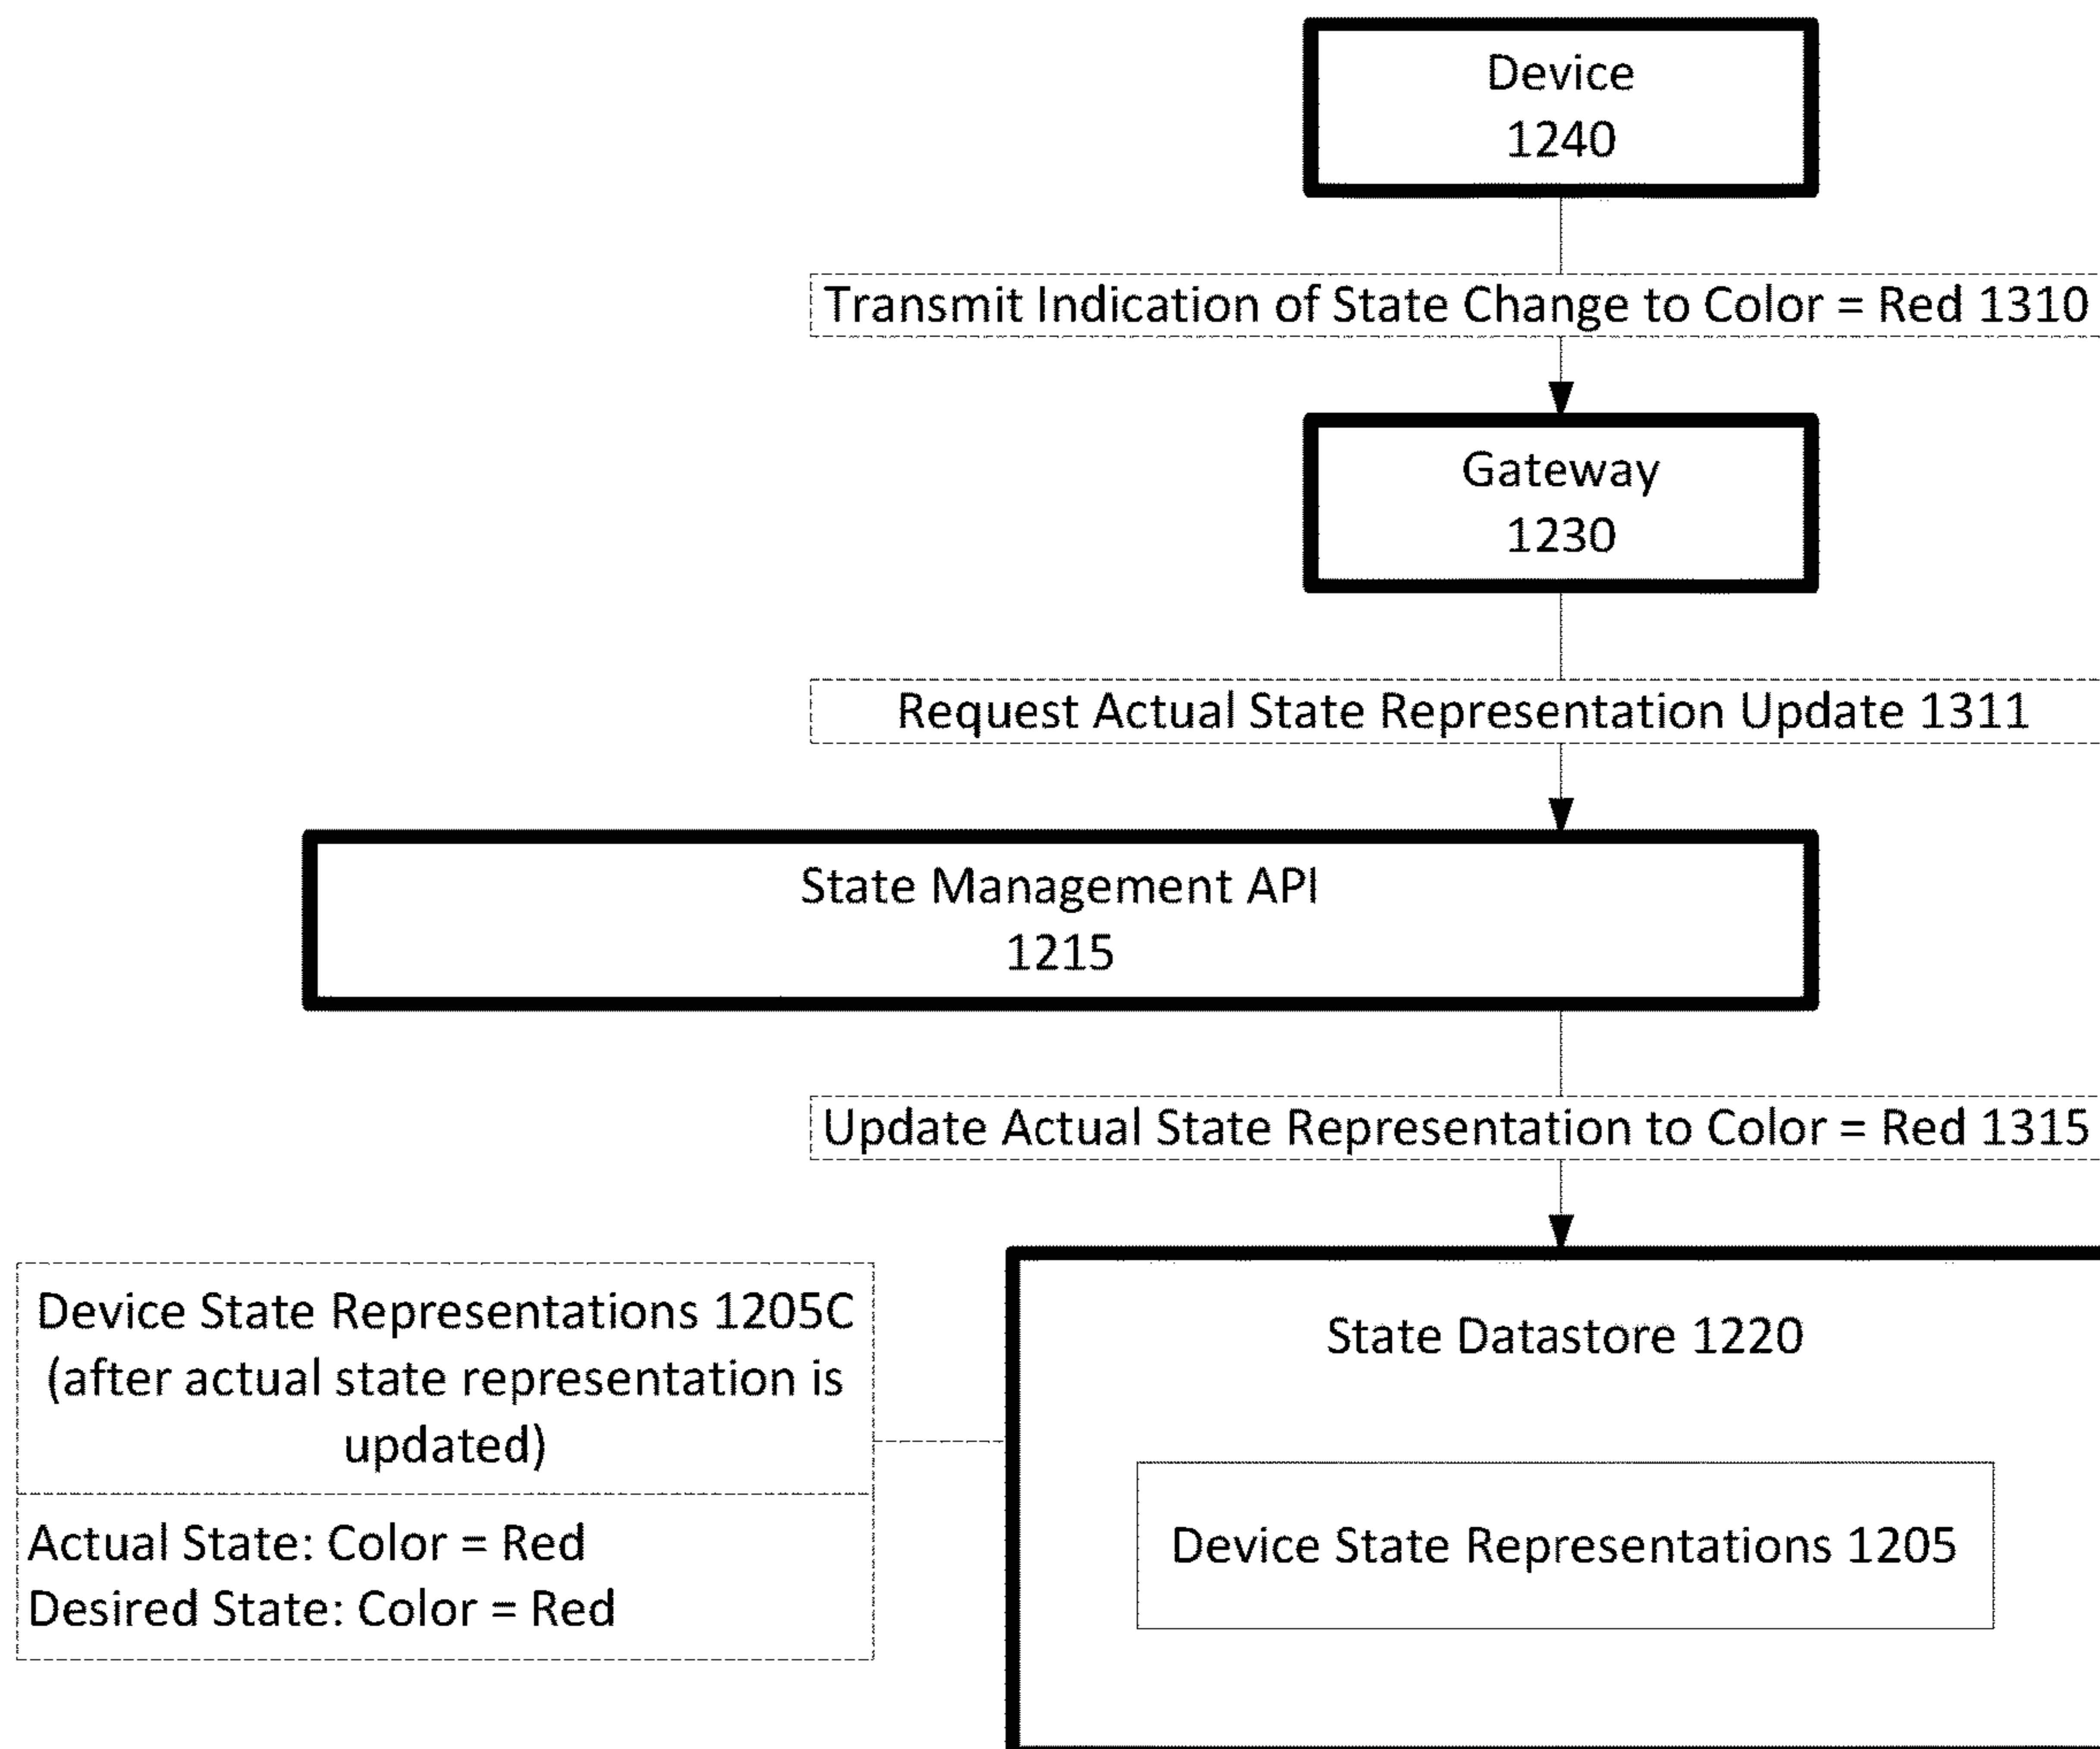 Device
1240
Transmit Indication of State Change to Color = Red 1310
Gateway
1230
Request Actual State Representation Update 1311
State Management API
1215
Update Actual State Representation to Color = Red 1315
Device State Representations 1205C
(after actual state representation is
updated)
Actual State: Color = Red
Desired State: Color = Red
State Datastore 1220
Device State Representations 1205